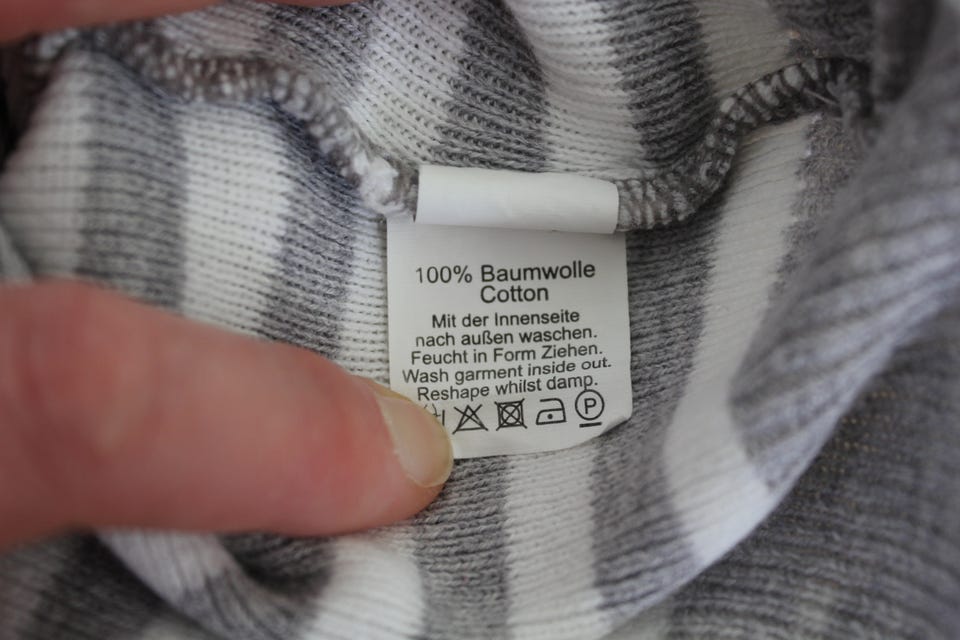 100% Baumwolle
Cotton
Mit der Innenseite
nach außen waschen.
Feucht in Form Ziehen.
Wash garment inside out.
Reshape whilst damp.
P